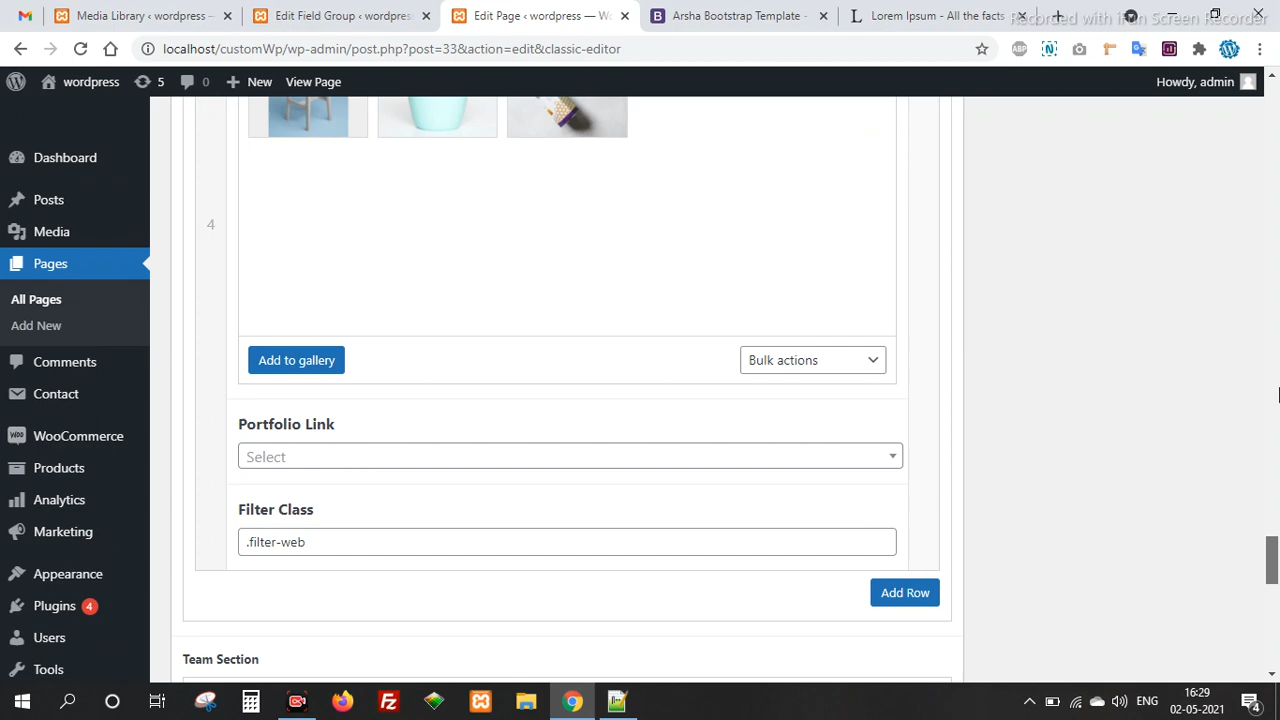 Media Library ‹ wordpress —
Edit Field Group ‹ wordpress
Edit Page ‹ wordpress — Wo
Arsha Bootstrap Template -
Lorem Ipsum - All the facts
Recorded with iFun Screen Recorder
localhost/customWp/wp-admin/post.php?post=33&action=edit&classic-editor
wordpress
5
0
New
View Page
Howdy, admin
Dashboard
Posts
Media
Pages
All Pages
Add New
Comments
Contact
WooCommerce
Products
Analytics
Marketing
Appearance
Plugins 4
Users
Tools
4
Add to gallery
Bulk actions
Portfolio Link
Select
Filter Class
.filter-web
Add Row
Team Section
ENG
16:29
02-05-2021
4